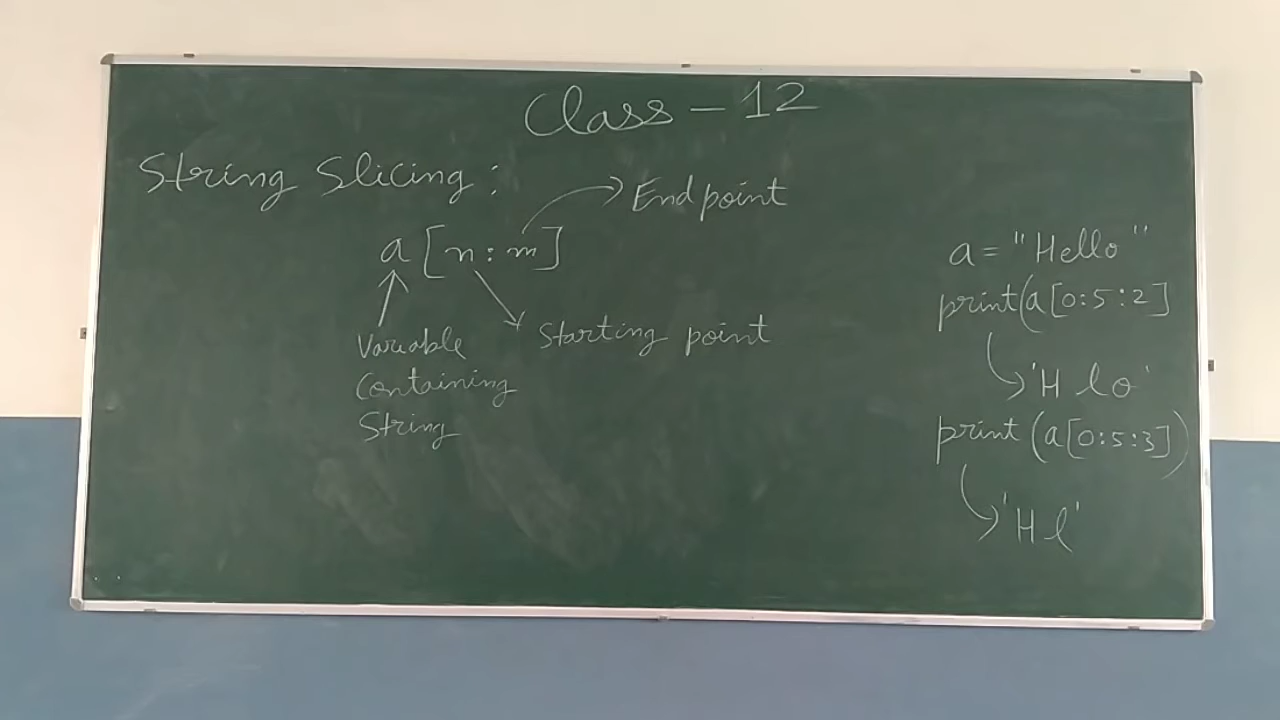 Class - 12
String Slicing :
a [n : m]
End point
Starting point
Variable
Containing
String
a = "Hello"
print(a[0:5:2]
'H l o'
print (a[0:5:3])
'H l'